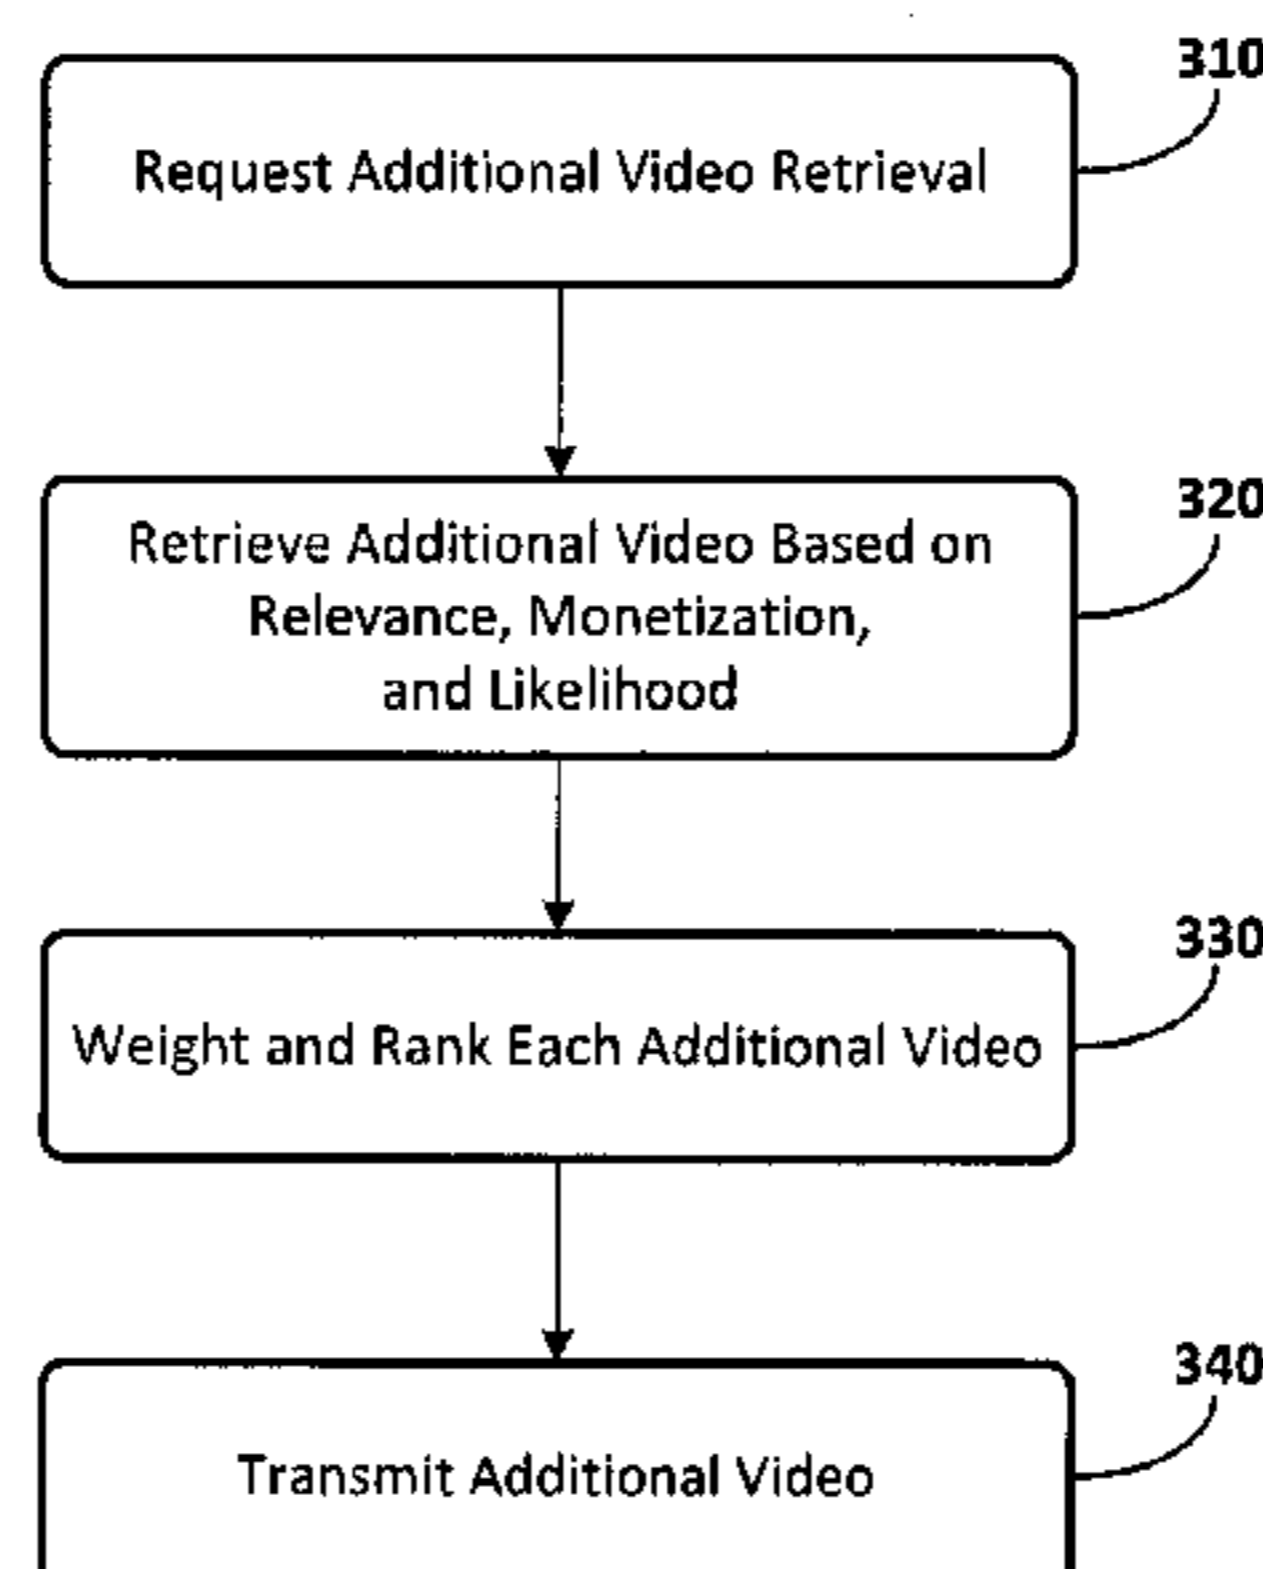 310
Request Additional Video Retrieval
320
Retrieve Additional Video Based on
Relevance, Monetization,
and Likelihood
330
Weight and Rank Each Additional Video
340
Transmit Additional Video